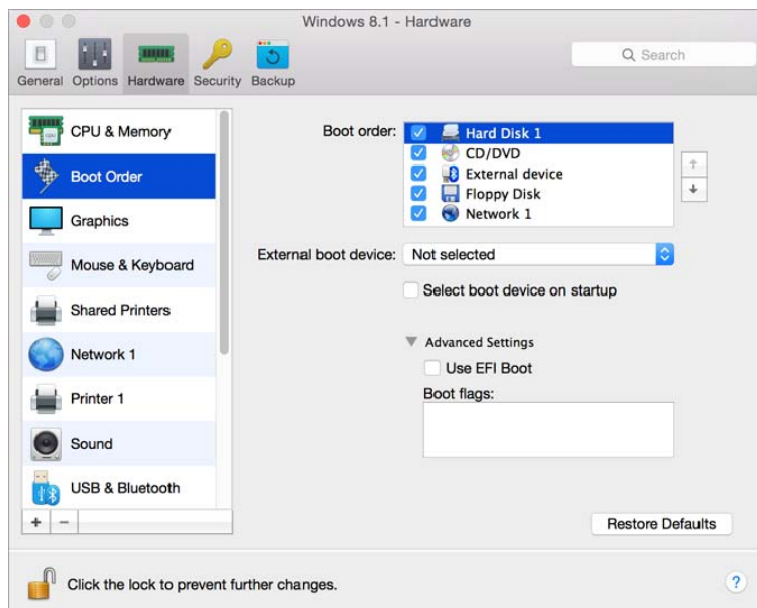 Windows 8.1 - Hardware
General Options Hardware Security Backup
Search
CPU & Memory
Boot Order
Graphics
Mouse & Keyboard
Shared Printers
Network 1
Printer 1
Sound
USB & Bluetooth
Boot order:
Hard Disk 1
CD/DVD
External device
Floppy Disk
Network 1
External boot device: Not selected
Select boot device on startup
Advanced Settings
Use EFI Boot
Boot flags:
Restore Defaults
Click the lock to prevent further changes.
?